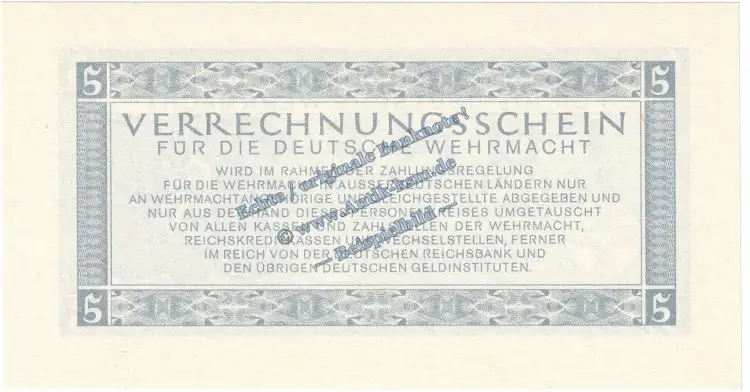 5 5
VERRECHNUNGSSCHEIN
FÜR DIE DEUTSCHE WEHRMACHT
WIRD IM RAHMEN DER ZAHLUNGSREGELUNG
FÜR DIE WEHRMACHT IN AUSSERDEUTSCHEN LÄNDERN NUR
AN WEHRMACHTANGEHÖRIGE UND GLEICHGESTELLTE ABGEGEBEN UND
NUR AUS DER HAND DIESES PERSONENKREISES UMGETAUSCHT
VON ALLEN KASSEN UND ZAHLSTELLEN DER WEHRMACHT,
REICHSKREDITKASSEN UND WECHSELSTELLEN, FERNER
IM REICH VON DER DEUTSCHEN REICHSBANK UND
DEN ÜBRIGEN DEUTSCHEN GELDINSTITUTEN.
5 5
Echte / originale Banknote!
© www.Antik-kern.de
— Beispielbild —